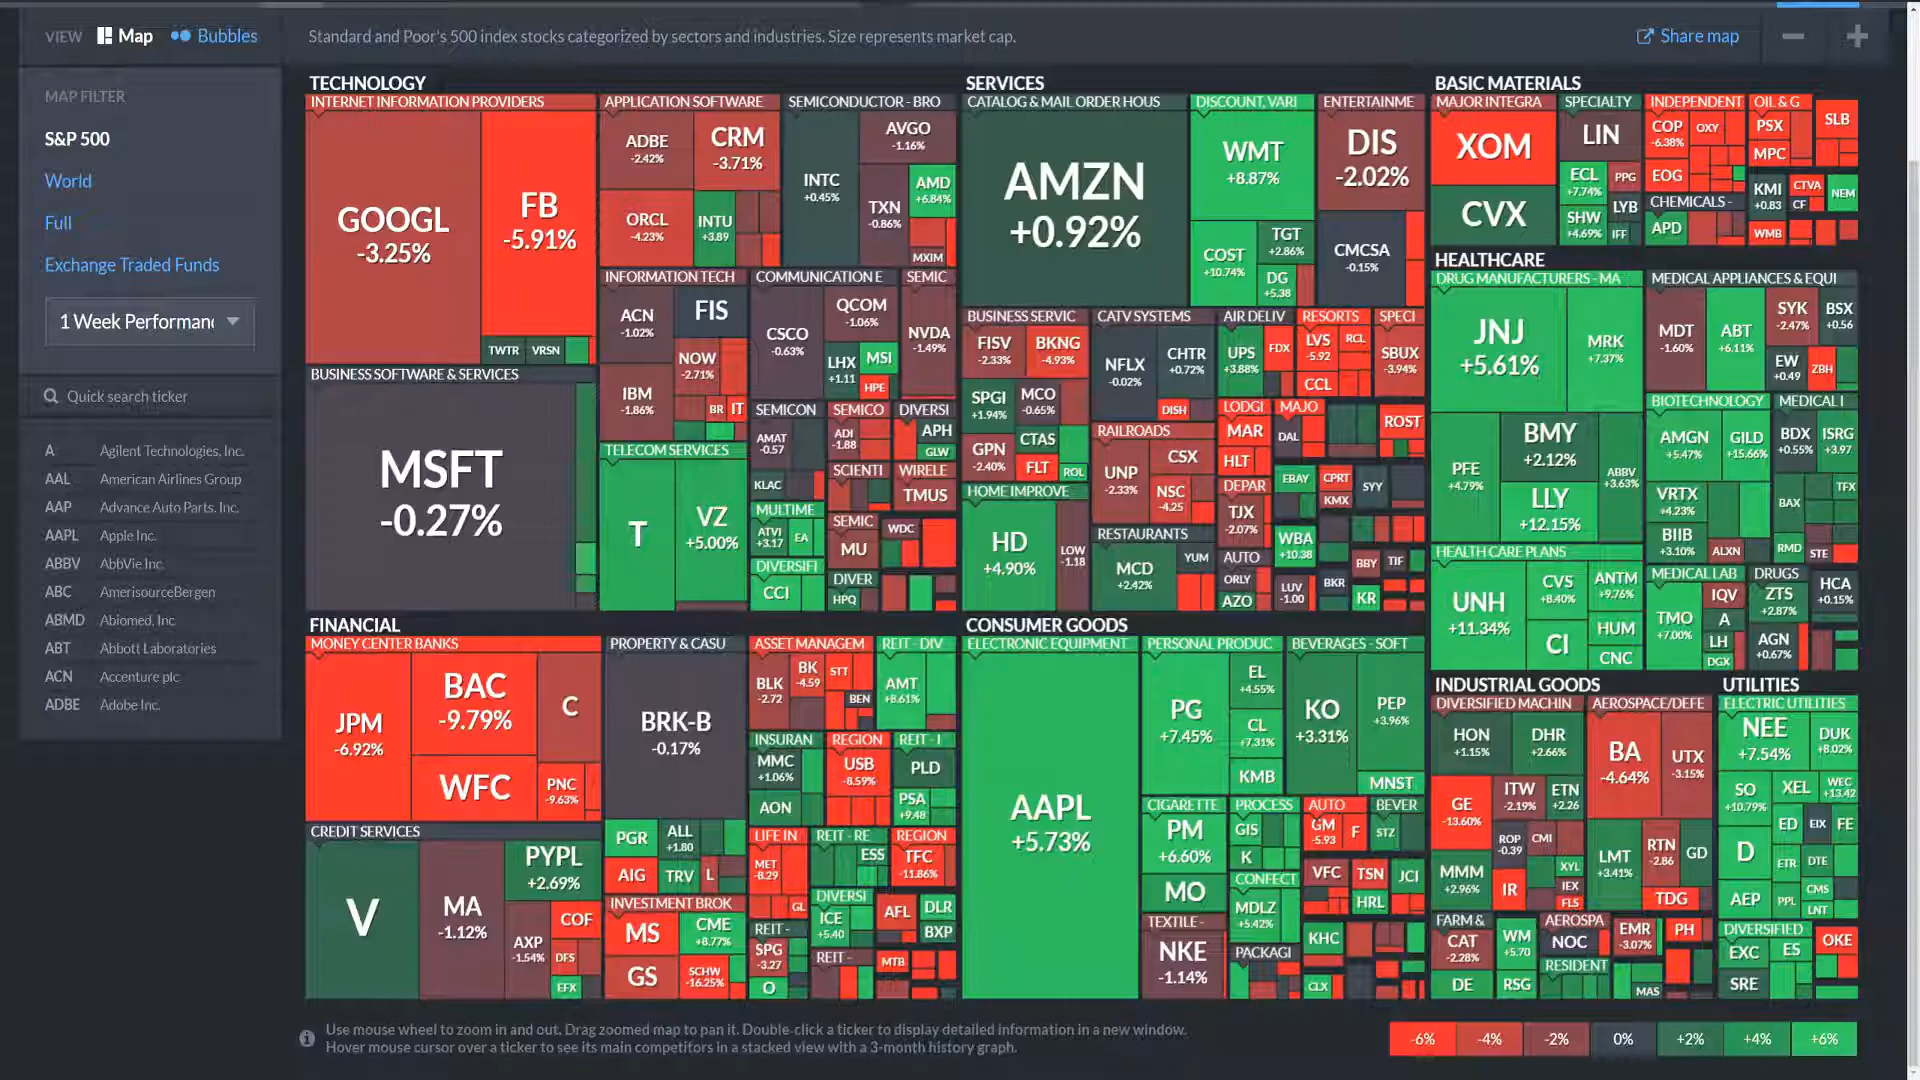 VIEW Map Bubbles
Standard and Poor's 500 index stocks categorized by sectors and industries. Size represents market cap.
Share map
MAP FILTER
S&P 500
World
Full
Exchange Traded Funds
1 Week Performanc
Quick search ticker
A Agilent Technologies, Inc.
AAL American Airlines Group
AAP Advance Auto Parts, Inc.
AAPL Apple Inc.
ABBV AbbVie Inc.
ABC AmerisourceBergen
ABMD Abiomed, Inc
ABT Abbott Laboratories
ACN Accenture plc
ADBE Adobe Inc.
TECHNOLOGY
INTERNET INFORMATION PROVIDERS
GOOGL
-3.25%
FB
-5.91%
TWTR
VRSN
BUSINESS SOFTWARE & SERVICES
MSFT
-0.27%
APPLICATION SOFTWARE
ADBE
-2.42%
CRM
-3.71%
ORCL
-4.23%
INTU
+3.89
SEMICONDUCTOR - BRO
INTC
+0.45%
AVGO
-1.16%
TXN
-0.86%
AMD
+6.84%
MXIM
INFORMATION TECH
ACN
-1.02%
FIS
IBM
-1.86%
NOW
-2.71%
BR
IT
COMMUNICATION E
CSCO
-0.63%
QCOM
-1.06%
LHX
+1.11
MSI
HPE
SEMIC
NVDA
-1.49%
TELECOM SERVICES
T
VZ
+5.00%
SEMICON
AMAT
-0.57
KLAC
SEMICO
ADI
-1.88
DIVERSI
APH
GLW
SCIENTI
WIRELE
TMUS
MULTIME
ATVI
+3.17
EA
SEMIC
MU
WDC
DIVERSIFI
CCI
DIVER
HPQ
SERVICES
CATALOG & MAIL ORDER HOUS
AMZN
+0.92%
DISCOUNT, VARI
WMT
+8.87%
COST
+10.74%
TGT
+2.86%
DG
+5.38
ENTERTAINME
DIS
-2.02%
CMCSA
-0.15%
BUSINESS SERVIC
FISV
-2.33%
BKNG
-4.93%
SPGI
+1.94%
MCO
-0.65%
GPN
-2.40%
CTAS
FLT
ROL
CATV SYSTEMS
NFLX
-0.02%
CHTR
+0.72%
DISH
AIR DELIV
UPS
+3.88%
FDX
RESORTS
LVS
-5.92
RCL
CCL
SPECI
SBUX
-3.94%
RAILROADS
UNP
-2.33%
CSX
NSC
-4.25
LODGI
MAR
HLT
MAJO
DAL
ROST
HOME IMPROVE
HD
+4.90%
LOW
-1.18
RESTAURANTS
MCD
+2.42%
YUM
DEPAR
TJX
-2.07%
EBAY
CPRT
KMX
SYY
WBA
+10.38
AUTO
ORLY
AZO
LUV
-1.00
BKR
BBY
TIF
KR
BASIC MATERIALS
MAJOR INTEGRA
XOM
CVX
SPECIALTY
LIN
ECL
+7.74%
PPG
SHW
+4.69%
LYB
IFF
INDEPENDENT
COP
-6.38%
OXY
EOG
OIL & G
PSX
MPC
SLB
CHEMICALS -
APD
KMI
+0.83
CTVA
CF
NEM
WMB
HEALTHCARE
DRUG MANUFACTURERS - MA
JNJ
+5.61%
MRK
+7.37%
PFE
+4.79%
BMY
+2.12%
LLY
+12.15%
ABBV
+3.63%
MEDICAL APPLIANCES & EQUI
MDT
-1.60%
ABT
+6.11%
SYK
-2.47%
BSX
+0.56
EW
+0.49
ZBH
BIOTECHNOLOGY
AMGN
+5.47%
GILD
+15.66%
VRTX
+4.23%
BIIB
+3.10%
ALXN
MEDICAL I
BDX
+0.55%
ISRG
+3.97
BAX
TFX
RMD
STE
HEALTH CARE PLANS
UNH
+11.34%
CVS
+8.40%
ANTM
+9.76%
CI
HUM
CNC
MEDICAL LAB
TMO
+7.00%
IQV
A
LH
DGX
DRUGS
ZTS
+2.87%
AGN
+0.67%
HCA
+0.15%
FINANCIAL
MONEY CENTER BANKS
JPM
-6.92%
BAC
-9.79%
C
WFC
PNC
-9.63%
CREDIT SERVICES
V
MA
-1.12%
PYPL
+2.69%
AXP
-1.54%
COF
DFS
EFX
PROPERTY & CASU
BRK-B
-0.17%
PGR
ALL
+1.80
AIG
TRV
L
INVESTMENT BROK
MS
CME
+8.77%
GS
SCHW
-16.25%
ASSET MANAGEM
BLK
-2.72
BK
-4.59
STT
BEN
REIT - DIV
AMT
+8.61%
INSURAN
MMC
+1.06%
AON
REGION
USB
-8.59%
REIT - I
PLD
PSA
+9.48
LIFE IN
MET
-8.29
GL
REIT - RE
ESS
REGION
TFC
-11.86%
DIVERSI
ICE
+5.40
AFL
DLR
BXP
REIT -
SPG
-3.27
O
REIT -
MTB
CONSUMER GOODS
ELECTRONIC EQUIPMENT
AAPL
+5.73%
PERSONAL PRODUC
PG
+7.45%
EL
+4.55%
CL
+7.31%
KMB
BEVERAGES - SOFT
KO
+3.31%
PEP
+3.96%
MNST
CIGARETTE
PM
+6.60%
MO
PROCESS
GIS
K
AUTO
GM
-5.93
F
BEVER
STZ
CONFECT
MDLZ
+5.42%
VFC
TSN
JCI
HRL
TEXTILE -
NKE
-1.14%
PACKAGI
KHC
CLX
INDUSTRIAL GOODS
DIVERSIFIED MACHIN
HON
+1.15%
DHR
+2.66%
GE
-13.60%
ITW
-2.19%
ETN
+2.26
MMM
+2.96%
ROP
-0.39
CMI
IR
XYL
IEX
FLS
AEROSPACE/DEFE
BA
-4.64%
UTX
-3.15%
LMT
+3.41%
RTN
-2.86
GD
TDG
FARM &
CAT
-2.28%
DE
WM
+5.70
RSG
AEROSPA
NOC
EMR
-3.07%
PH
RESIDENT
MAS
UTILITIES
ELECTRIC UTILITIES
NEE
+7.54%
DUK
+8.02%
SO
+10.79%
XEL
WEC
+13.42
D
ED
EIX
FE
ETR
DTE
AEP
PPL
CMS
LNT
DIVERSIFIED
EXC
ES
OKE
SRE
Use mouse wheel to zoom in and out. Drag zoomed map to pan it. Double-click a ticker to display detailed information in a new window.
Hover mouse cursor over a ticker to see its main competitors in a stacked view with a 3-month history graph.
-6% -4% -2% 0% +2% +4% +6%